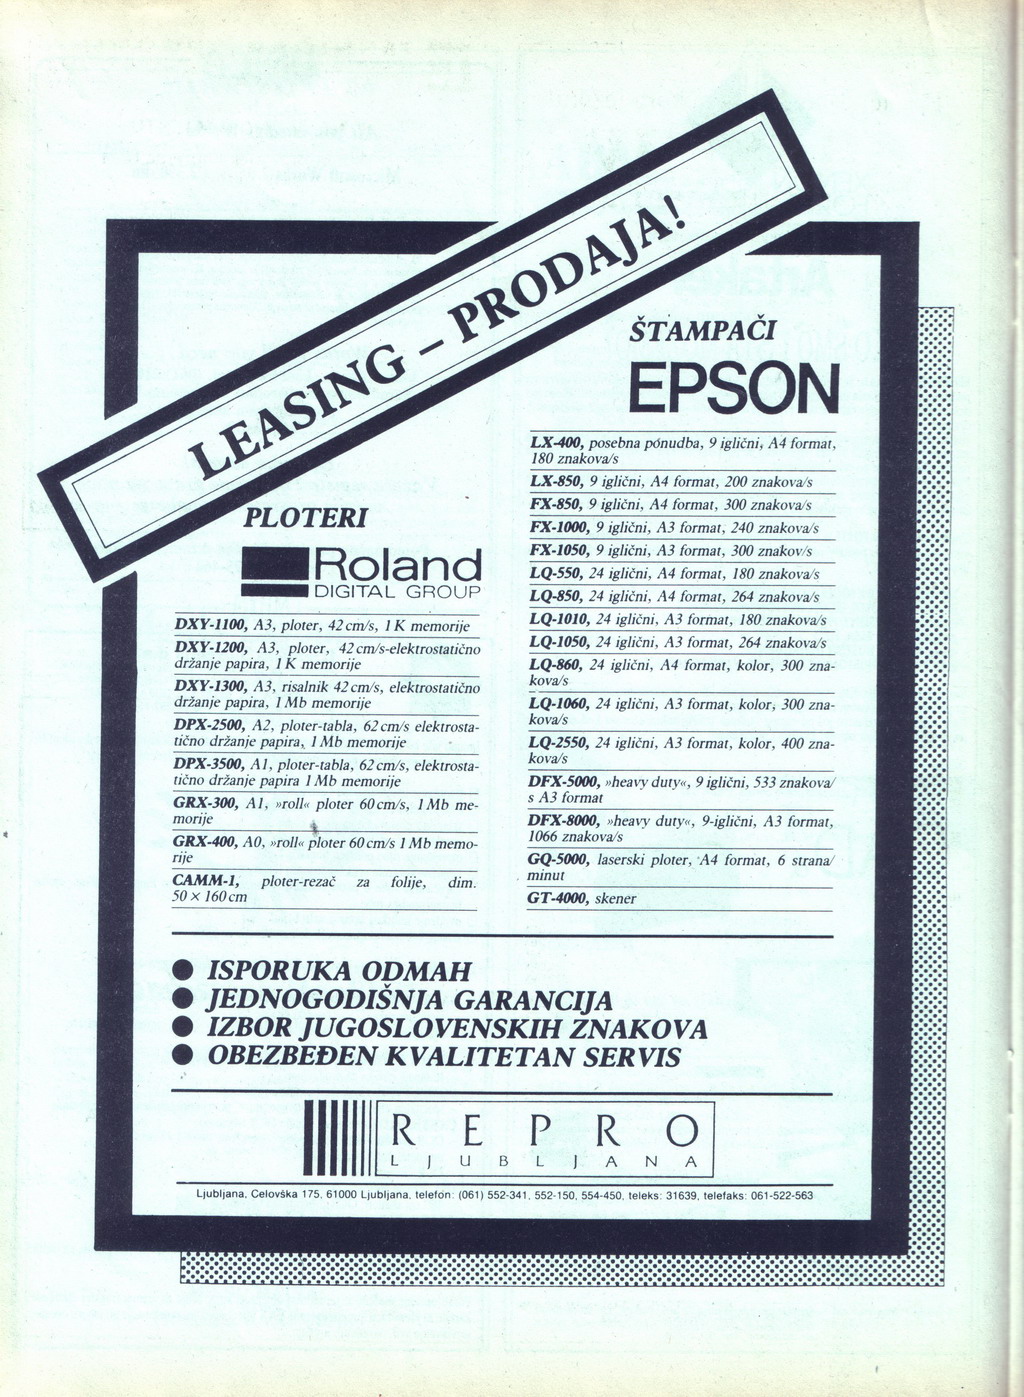 LEASING – PRODAJA!
PLOTERI
Roland
DIGITAL GROUP
DXY-1100, A3, ploter, 42 cm/s, 1 K memorije
DXY-1200, A3, ploter, 42 cm/s-elektrostatično
držanje papira, 1 K memorije
DXY-1300, A3, risalnik 42 cm/s, elektrostatično
držanje papira, 1 Mb memorije
DPX-2500, A2, ploter-tabla, 62 cm/s elektrosta-
tično držanje papira, 1 Mb memorije
DPX-3500, A1, ploter-tabla, 62 cm/s, elektrosta-
tično držanje papira 1 Mb memorije
GRX-300, A1, »roll« ploter 60 cm/s, 1 Mb me-
morije
GRX-400, AO, »roll« ploter 60 cm/s 1 Mb memo-
rije
CAMM-1, ploter-rezač za folije, dim.
50 × 160 cm
ŠTAMPAČI
EPSON
LX-400, posebna ponudba, 9 iglični, A4 format,
180 znakova/s
LX-850, 9 iglični, A4 format, 200 znakova/s
FX-850, 9 iglični, A4 format, 300 znakova/s
FX-1000, 9 iglični, A3 format, 240 znakova/s
FX-1050, 9 iglični, A3 format, 300 znakov/s
LQ-550, 24 iglični, A4 format, 180 znakova/s
LQ-850, 24 iglični, A4 format, 264 znakova/s
LQ-1010, 24 iglični, A3 format, 180 znakova/s
LQ-1050, 24 iglični, A3 format, 264 znakova/s
LQ-860, 24 iglični, A4 format, kolor, 300 zna-
kova/s
LQ-1060, 24 iglični, A3 format, kolor, 300 zna-
kova/s
LQ-2550, 24 iglični, A3 format, kolor, 400 zna-
kova/s
DFX-5000, »heavy duty«, 9 iglični, 533 znakova/
s A3 format
DFX-8000, »heavy duty«, 9-iglični, A3 format,
1066 znakova/s
GQ-5000, laserski ploter, A4 format, 6 strana/
minut
GT-4000, skener
● ISPORUKA ODMAH
● JEDNOGODIŠNJA GARANCIJA
● IZBOR JUGOSLOVENSKIH ZNAKOVA
● OBEZBEĐEN KVALITETAN SERVIS
REPRO
LJUBLJANA
Ljubljana, Celovška 175, 61000 Ljubljana, telefon: (061) 552-341, 552-150, 554-450, teleks: 31639, telefaks: 061-522-563